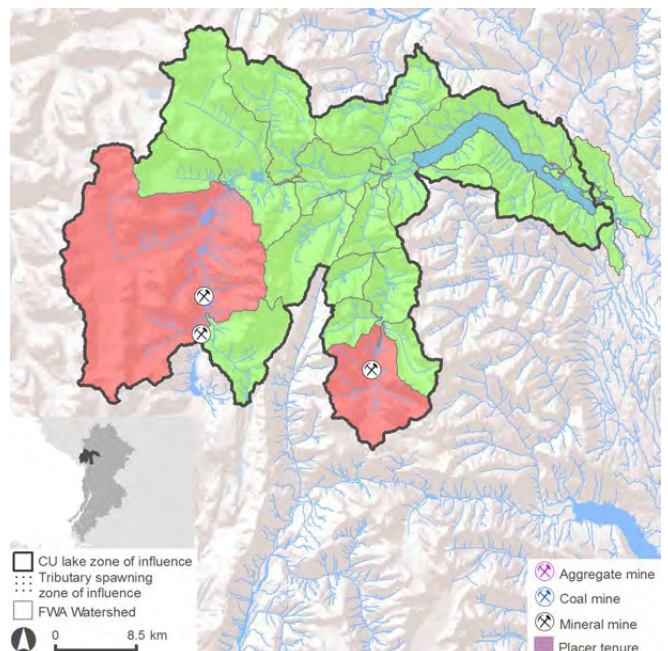 CU lake zone of influence
Tributary spawning
zone of influence
FWA Watershed
0 8.5 km
Aggregate mine
Coal mine
Mineral mine
Placer tenure